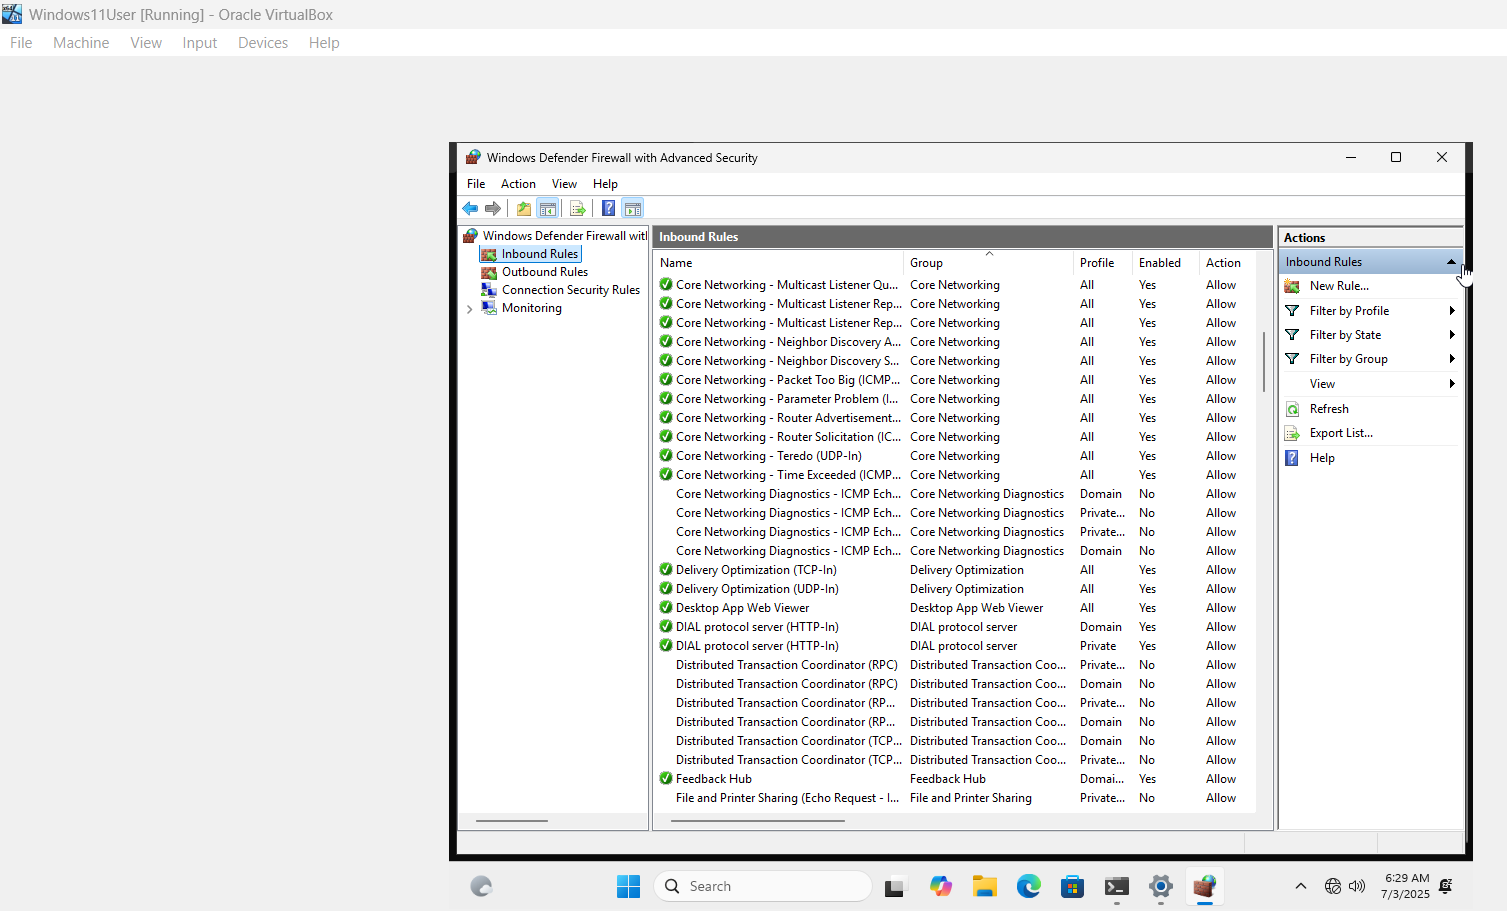 Windows11User [Running] - Oracle VirtualBox
File Machine View Input Devices Help
Windows Defender Firewall with Advanced Security
File Action View Help
Windows Defender Firewall wit
Inbound Rules
Outbound Rules
Connection Security Rules
Monitoring
Inbound Rules
Name Group Profile Enabled Action
Core Networking - Multicast Listener Qu... Core Networking All Yes Allow
Core Networking - Multicast Listener Rep... Core Networking All Yes Allow
Core Networking - Multicast Listener Rep... Core Networking All Yes Allow
Core Networking - Neighbor Discovery A... Core Networking All Yes Allow
Core Networking - Neighbor Discovery S... Core Networking All Yes Allow
Core Networking - Packet Too Big (ICMP... Core Networking All Yes Allow
Core Networking - Parameter Problem (I... Core Networking All Yes Allow
Core Networking - Router Advertisement... Core Networking All Yes Allow
Core Networking - Router Solicitation (IC... Core Networking All Yes Allow
Core Networking - Teredo (UDP-In) Core Networking All Yes Allow
Core Networking - Time Exceeded (ICMP... Core Networking All Yes Allow
Core Networking Diagnostics - ICMP Ech... Core Networking Diagnostics Domain No Allow
Core Networking Diagnostics - ICMP Ech... Core Networking Diagnostics Private... No Allow
Core Networking Diagnostics - ICMP Ech... Core Networking Diagnostics Private... No Allow
Core Networking Diagnostics - ICMP Ech... Core Networking Diagnostics Domain No Allow
Delivery Optimization (TCP-In) Delivery Optimization All Yes Allow
Delivery Optimization (UDP-In) Delivery Optimization All Yes Allow
Desktop App Web Viewer Desktop App Web Viewer All Yes Allow
DIAL protocol server (HTTP-In) DIAL protocol server Domain Yes Allow
DIAL protocol server (HTTP-In) DIAL protocol server Private Yes Allow
Distributed Transaction Coordinator (RPC) Distributed Transaction Coo... Private... No Allow
Distributed Transaction Coordinator (RPC) Distributed Transaction Coo... Domain No Allow
Distributed Transaction Coordinator (RP... Distributed Transaction Coo... Private... No Allow
Distributed Transaction Coordinator (RP... Distributed Transaction Coo... Domain No Allow
Distributed Transaction Coordinator (TCP... Distributed Transaction Coo... Domain No Allow
Distributed Transaction Coordinator (TCP... Distributed Transaction Coo... Private... No Allow
Feedback Hub Feedback Hub Domai... Yes Allow
File and Printer Sharing (Echo Request - I... File and Printer Sharing Private... No Allow
Actions
Inbound Rules
New Rule...
Filter by Profile
Filter by State
Filter by Group
View
Refresh
Export List...
Help
Search
6:29 AM
7/3/2025